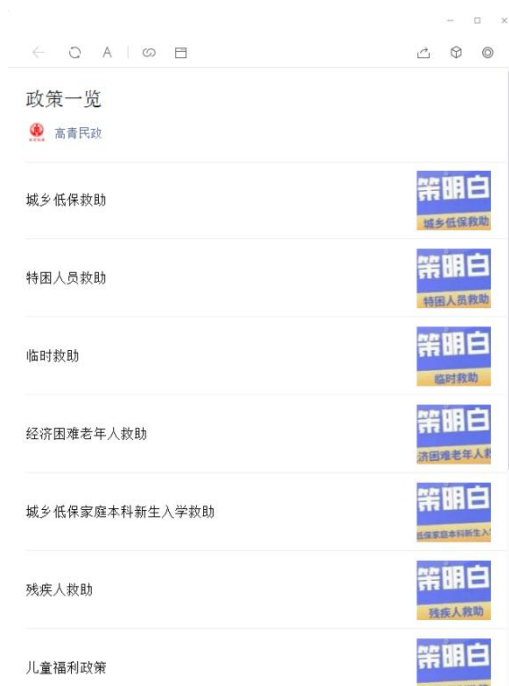 A
政策一览
高青民政
城乡低保救助
策明白
城乡低保救助
特困人员救助
策明白
特困人员救助
临时救助
策明白
临时救助
经济困难老年人救助
策明白
济困难老年人救
城乡低保家庭本科新生入学救助
策明白
低保家庭本科新生入
残疾人救助
策明白
残疾人救助
儿童福利政策
策明白